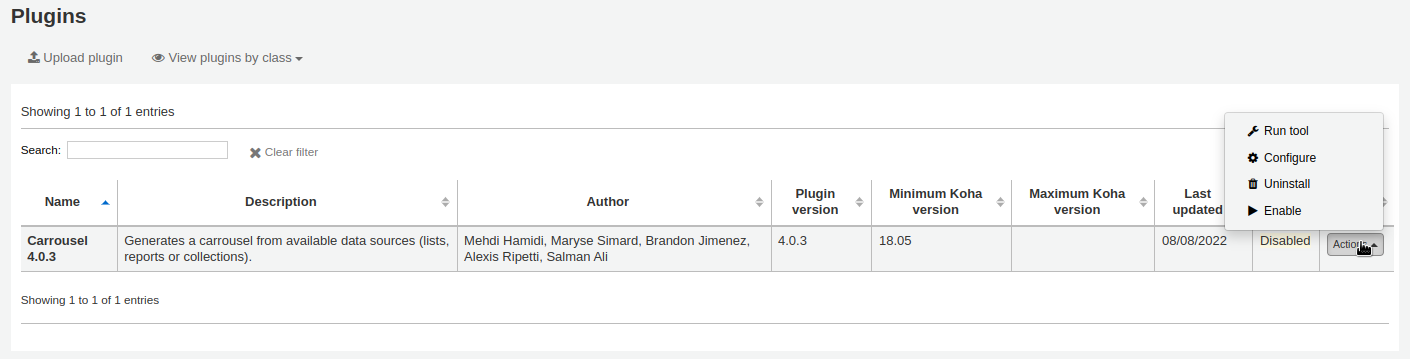 Plugins
Upload plugin
View plugins by class
Showing 1 to 1 of 1 entries
Search:
Clear filter
Run tool
Configure
Uninstall
Enable
Name
Description
Author
Plugin
version
Minimum Koha
version
Maximum Koha
version
Last
updated
Carrousel
4.0.3
Generates a carrousel from available data sources (lists,
reports or collections).
Mehdi Hamidi, Maryse Simard, Brandon Jimenez,
Alexis Ripetti, Salman Ali
4.0.3
18.05
08/08/2022
Disabled
Showing 1 to 1 of 1 entries